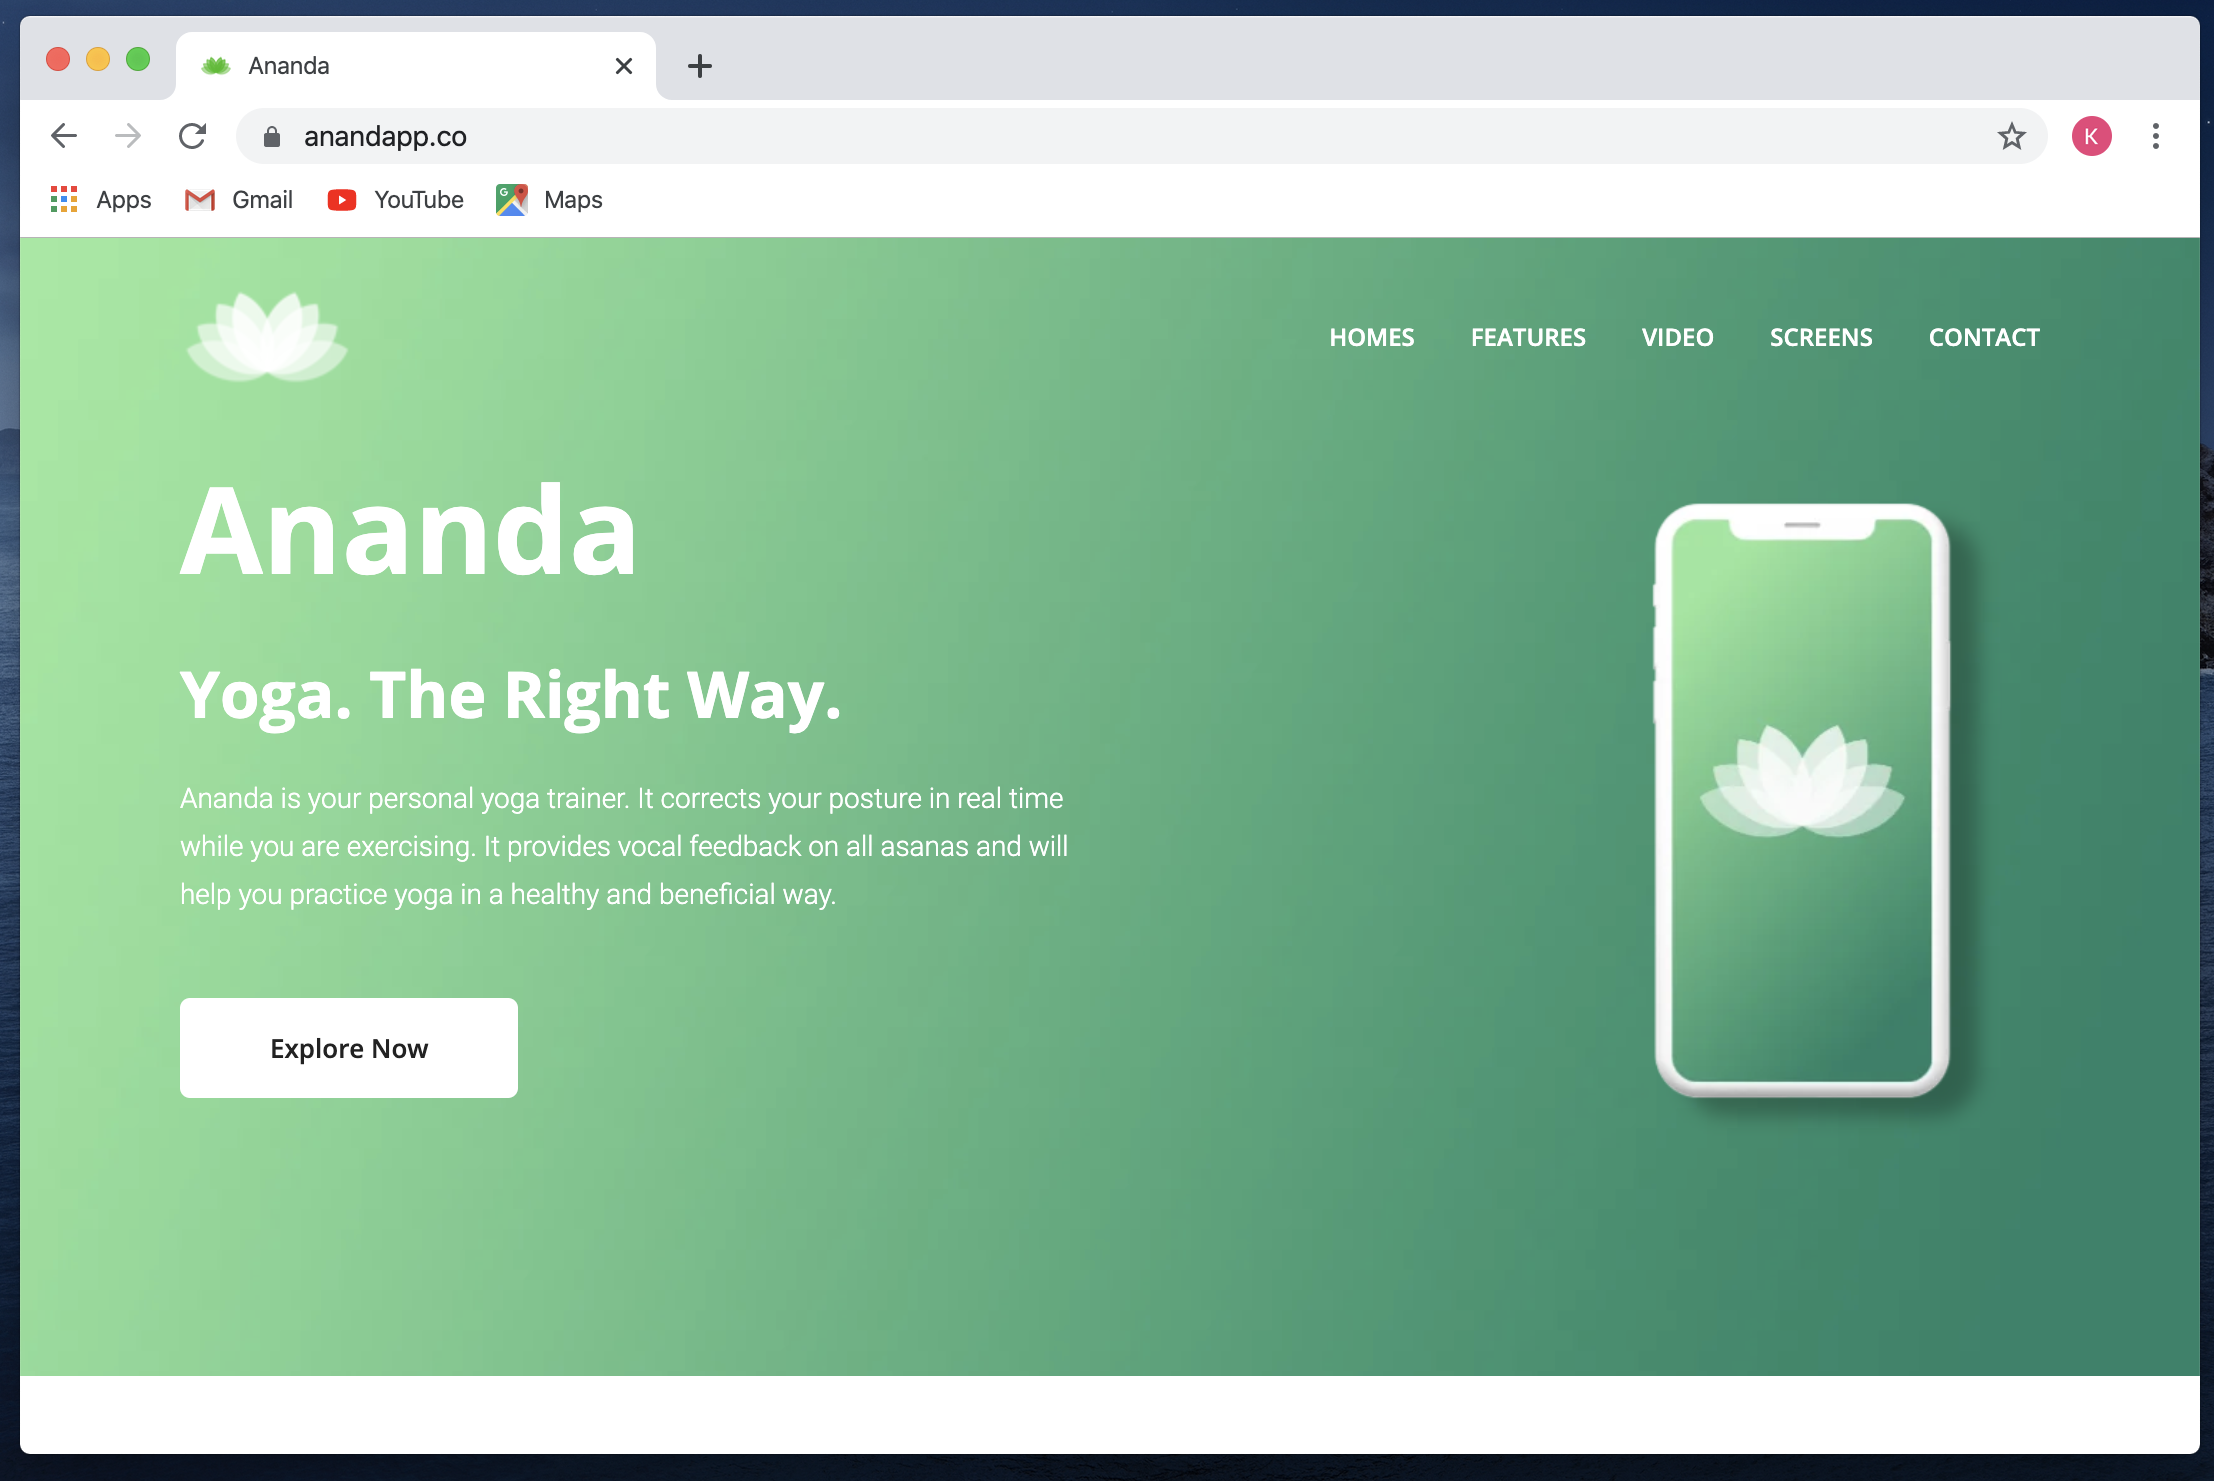 Ananda
anandapp.co
K
Apps Gmail YouTube Maps
HOMES FEATURES VIDEO SCREENS CONTACT
Ananda
Yoga. The Right Way.
Ananda is your personal yoga trainer. It corrects your posture in real time
while you are exercising. It provides vocal feedback on all asanas and will
help you practice yoga in a healthy and beneficial way.
Explore Now